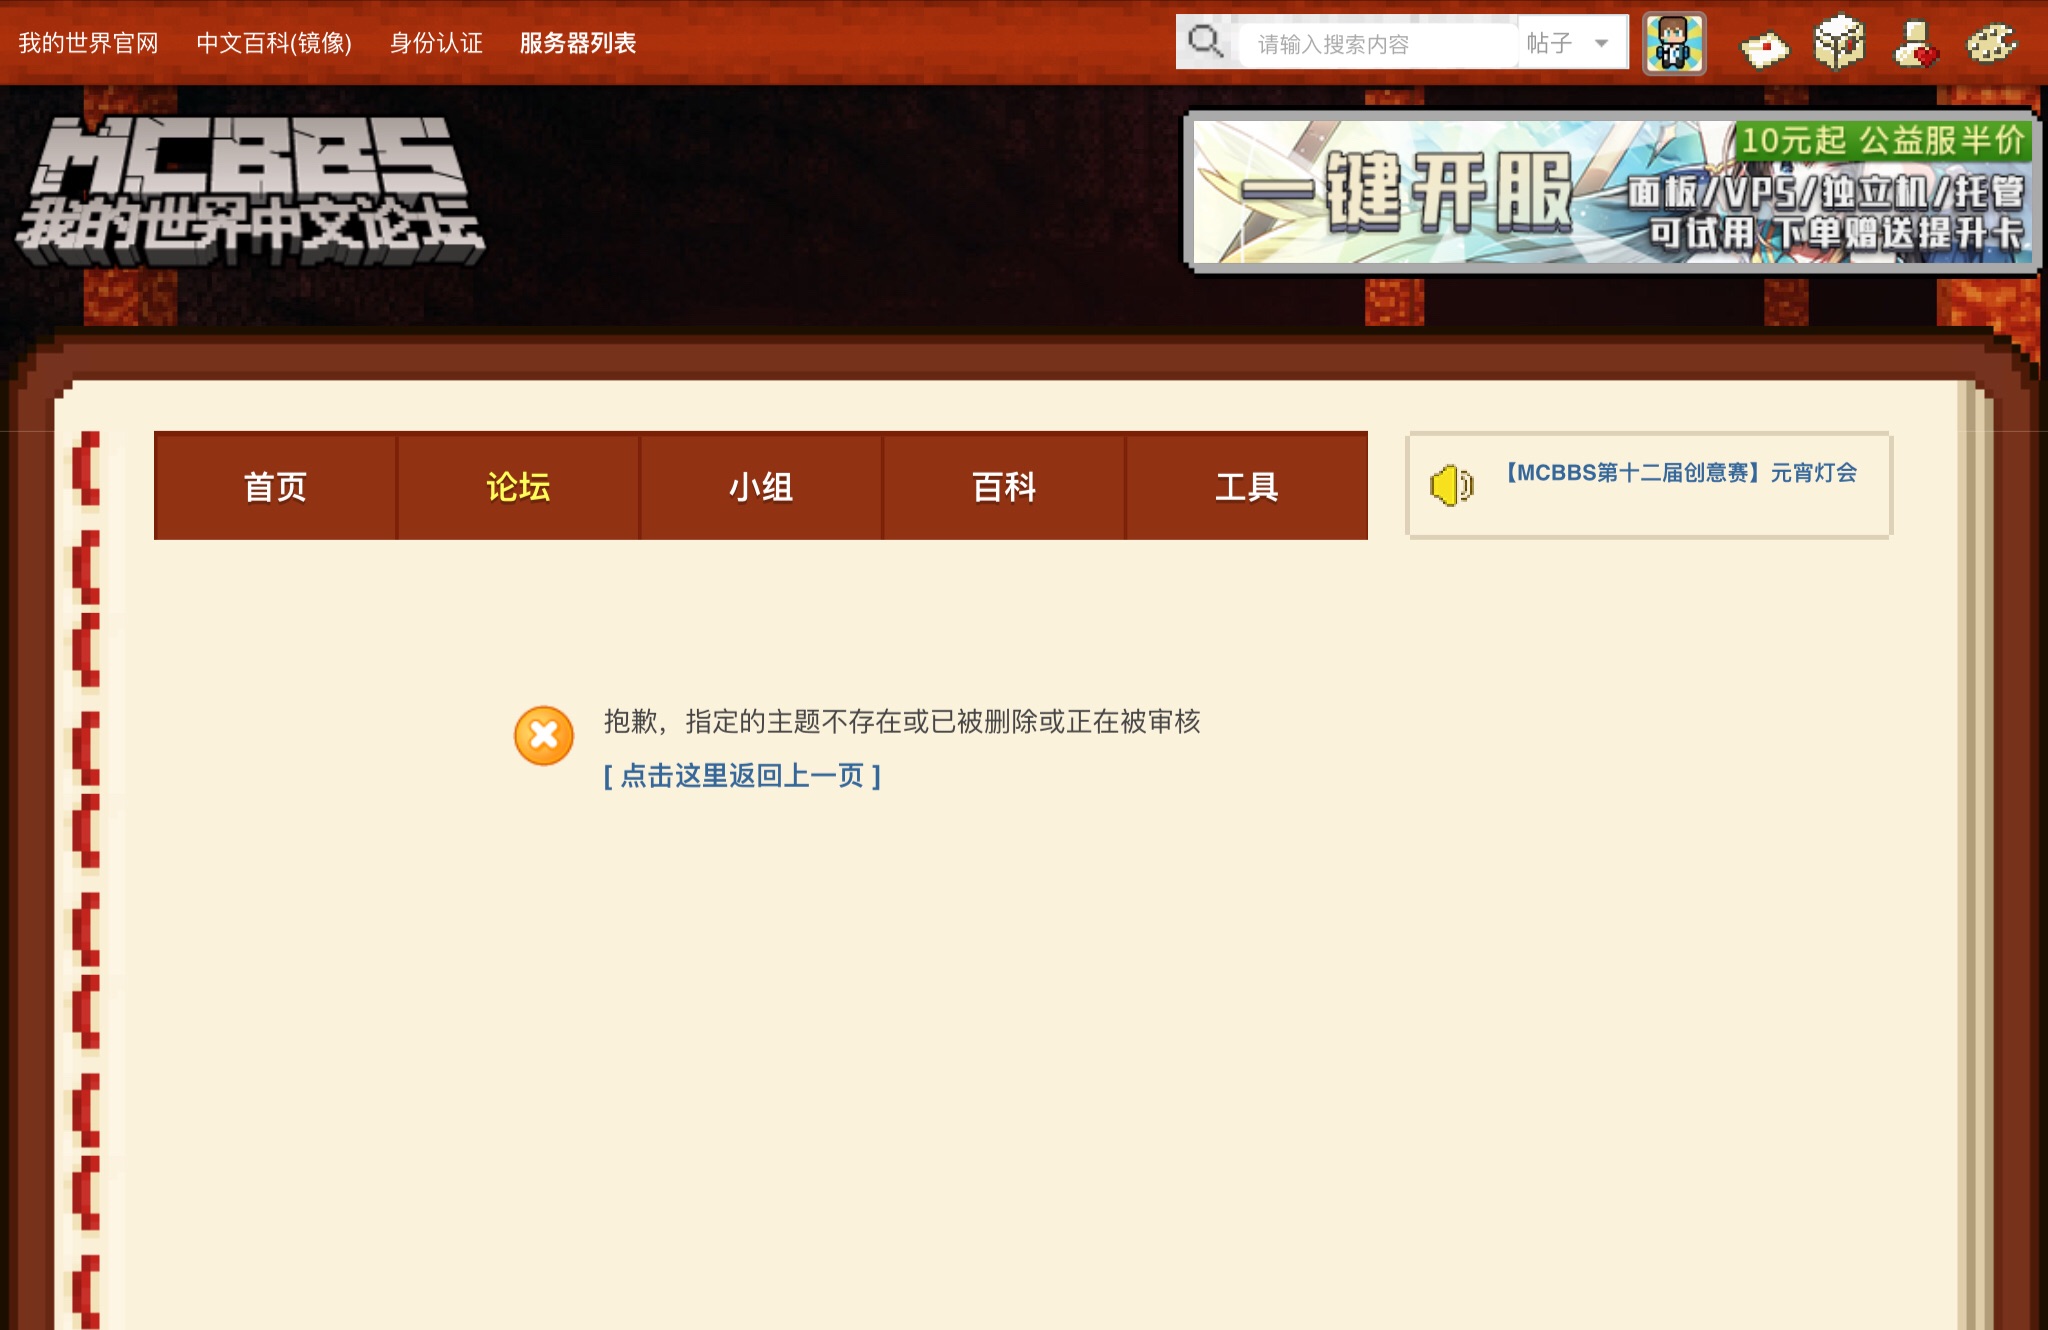 我的世界官网 中文百科(镜像) 身份认证 服务器列表
请输入搜索内容 帖子
MCBBS
我的世界中文论坛
一键开服
10元起 公益服半价
面板/VPS/独立机/托管
可试用 下单赠送提升卡
首页 论坛 小组 百科 工具
【MCBBS第十二届创意赛】元宵灯会
抱歉，指定的主题不存在或已被删除或正在被审核
[ 点击这里返回上一页 ]